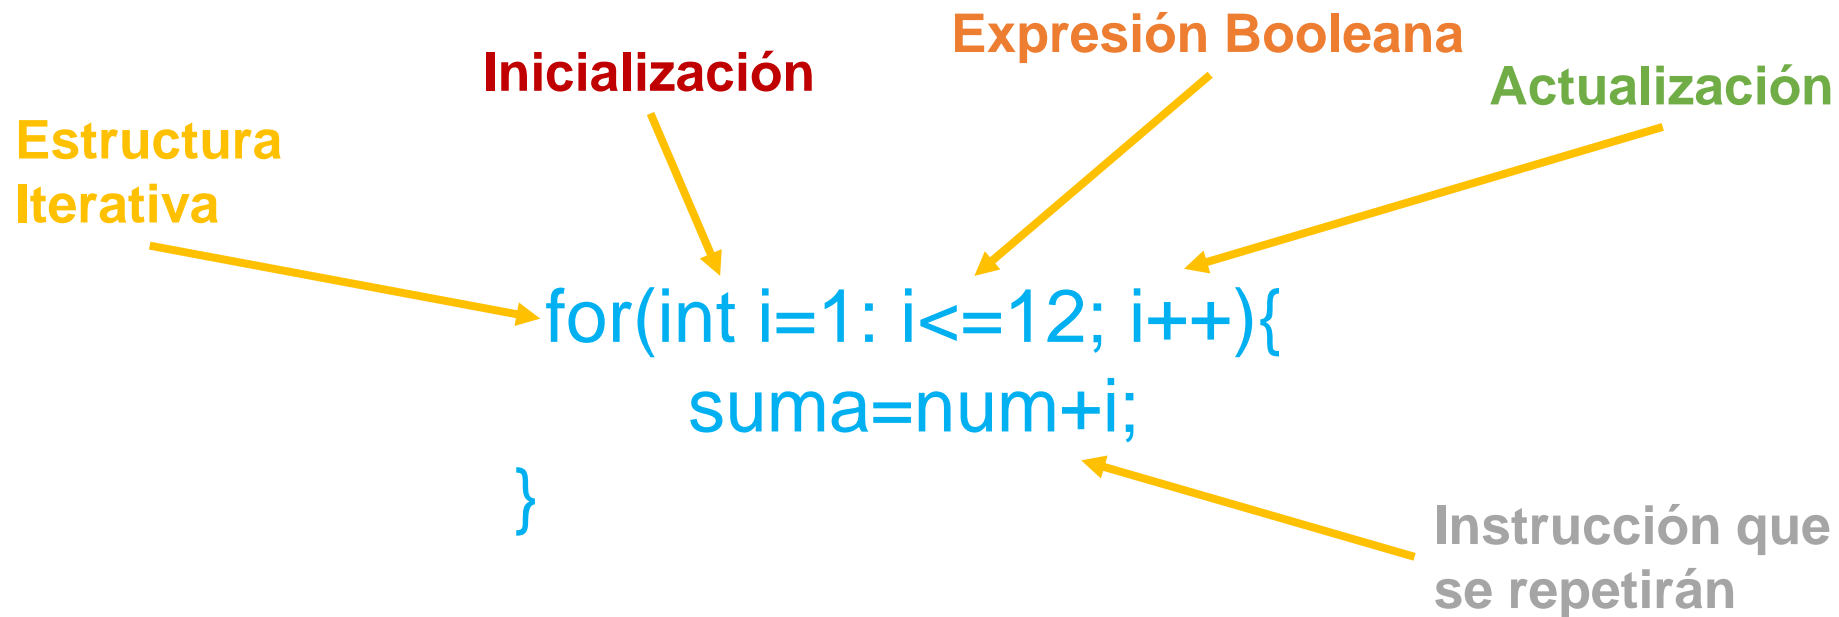 Expresión Booleana
Inicialización
Actualización
Estructura
Iterativa
for(int i=1: i<=12; i++){
suma=num+i;
}
Instrucción que
se repetirán